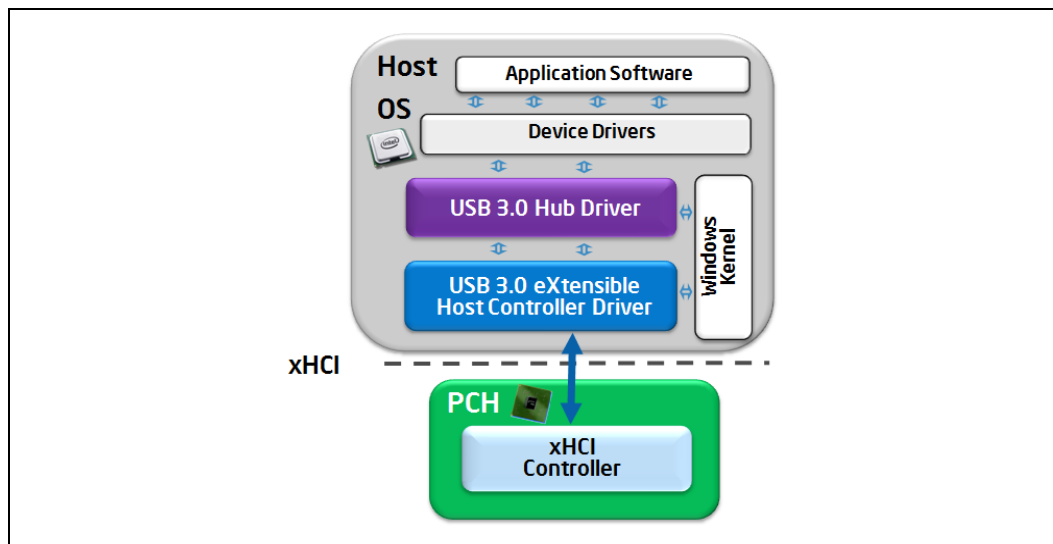 Host
OS
Application Software
Device Drivers
USB 3.0 Hub Driver
USB 3.0 eXtensible
Host Controller Driver
Windows
Kernel
xHCI
PCH
xHCI
Controller